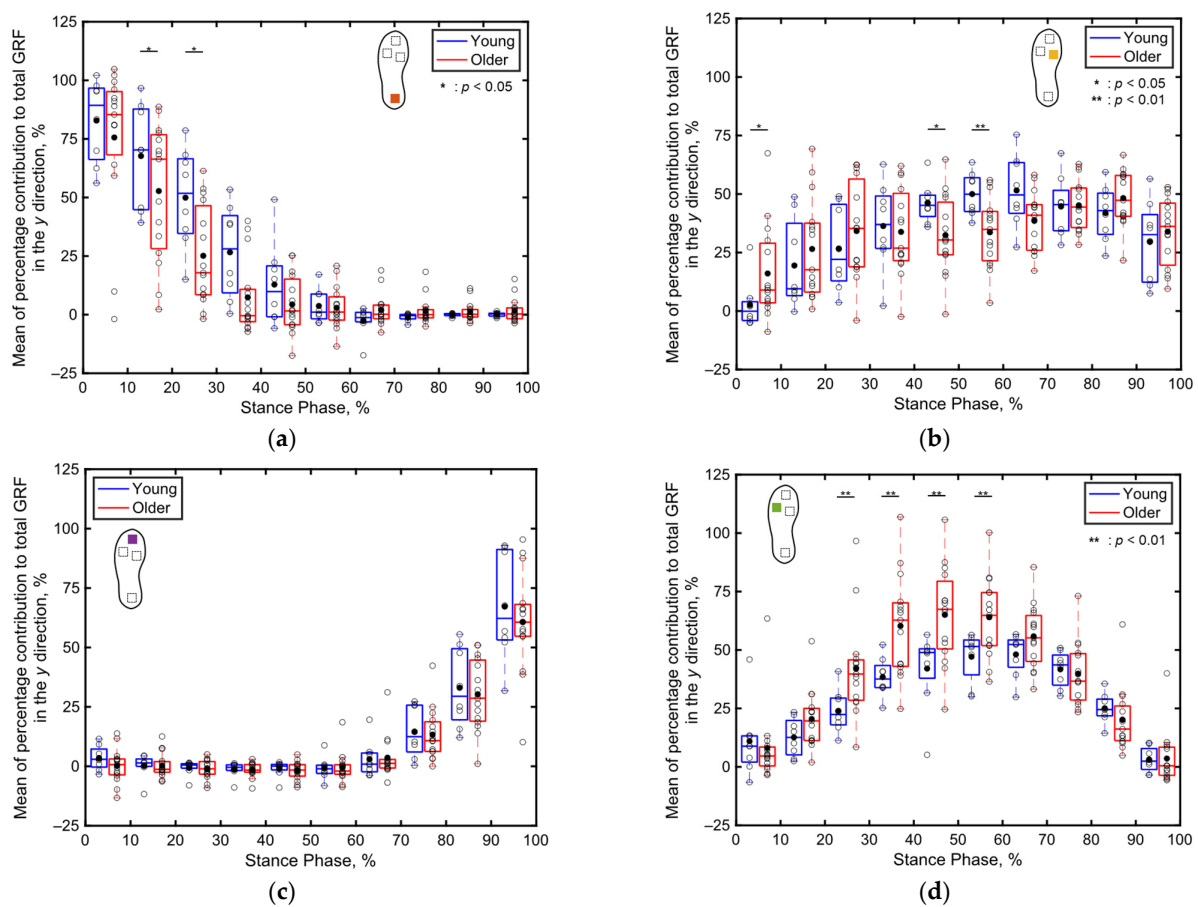 Mean of percentage contribution to total GRF
in the y direction, %
125
100
75
50
25
0
−25
* *
Young
Older
* : p < 0.05
0 10 20 30 40 50 60 70 80 90 100
Stance Phase, %
(a)
Mean of percentage contribution to total GRF
in the y direction, %
125
100
75
50
25
0
−25
* * **
Young
Older
* : p < 0.05
** : p < 0.01
0 10 20 30 40 50 60 70 80 90 100
Stance Phase, %
(b)
Mean of percentage contribution to total GRF
in the y direction, %
125
100
75
50
25
0
−25
Young
Older
0 10 20 30 40 50 60 70 80 90 100
Stance Phase, %
(c)
Mean of percentage contribution to total GRF
in the y direction, %
125
100
75
50
25
0
−25
** ** ** **
Young
Older
** : p < 0.01
0 10 20 30 40 50 60 70 80 90 100
Stance Phase, %
(d)